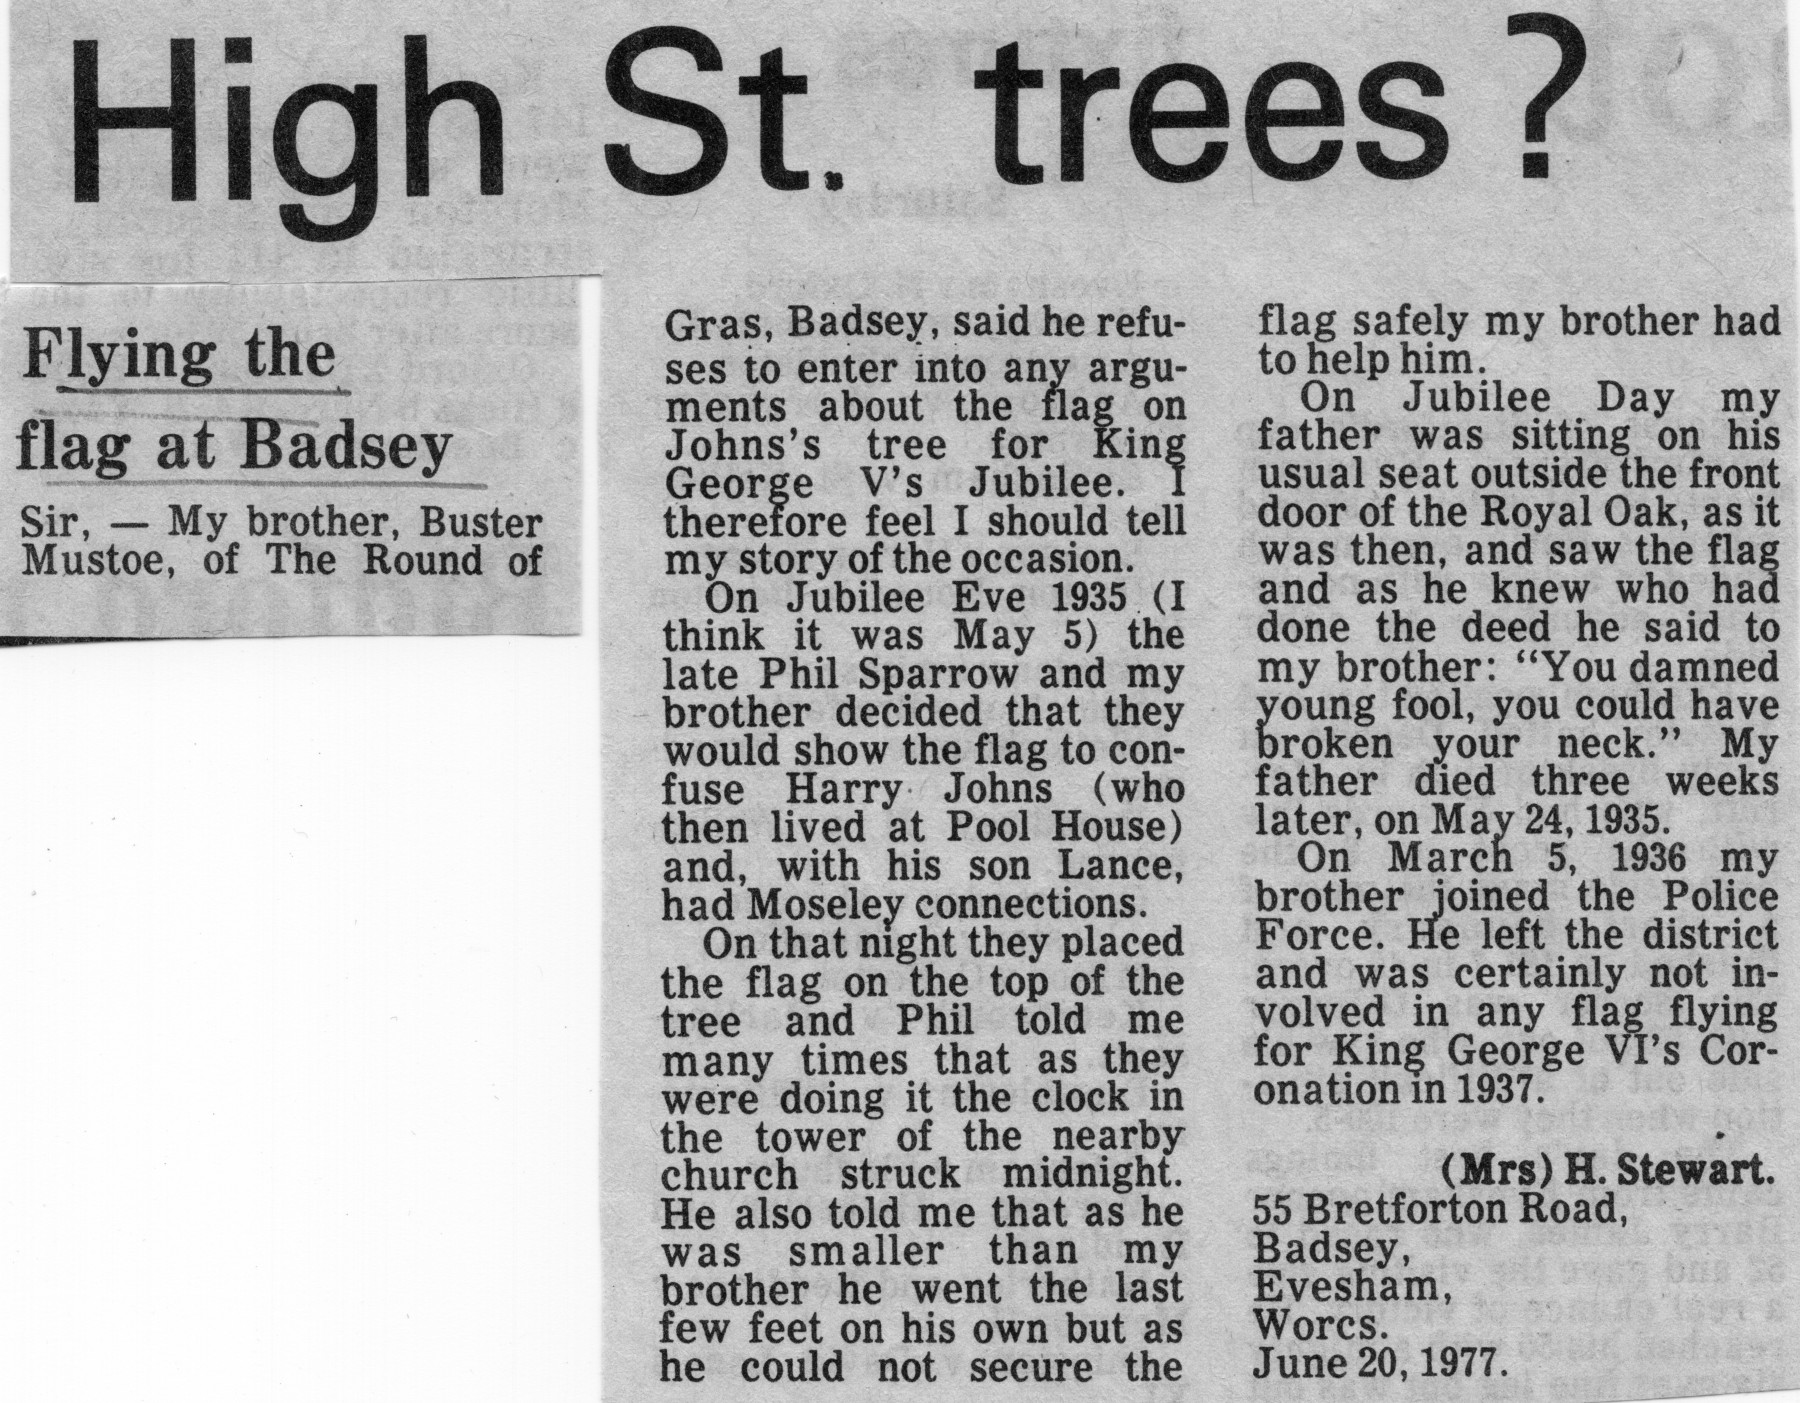 High St. trees ?
Flying the
flag at Badsey
Sir, — My brother, Buster
Mustoe, of The Round of
Gras, Badsey, said he refu-
ses to enter into any argu-
ments about the flag on
Johns's tree for King
George V's Jubilee. I
therefore feel I should tell
my story of the occasion.
On Jubilee Eve 1935 (I
think it was May 5) the
late Phil Sparrow and my
brother decided that they
would show the flag to con-
fuse Harry Johns (who
then lived at Pool House)
and, with his son Lance,
had Moseley connections.
On that night they placed
the flag on the top of the
tree and Phil told me
many times that as they
were doing it the clock in
the tower of the nearby
church struck midnight.
He also told me that as he
was smaller than my
brother he went the last
few feet on his own but as
he could not secure the
flag safely my brother had
to help him.
On Jubilee Day my
father was sitting on his
usual seat outside the front
door of the Royal Oak, as it
was then, and saw the flag
and as he knew who had
done the deed he said to
my brother: “You damned
young fool, you could have
broken your neck.” My
father died three weeks
later, on May 24, 1935.
On March 5, 1936 my
brother joined the Police
Force. He left the district
and was certainly not in-
volved in any flag flying
for King George VI's Cor-
onation in 1937.
(Mrs) H. Stewart.
55 Bretforton Road,
Badsey,
Evesham,
Worcs.
June 20, 1977.